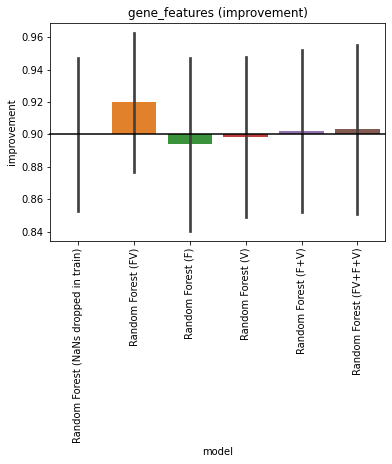 gene_features (improvement)
0.96
0.94
0.92
0.90
0.88
0.86
0.84
improvement
Random Forest (NaNs dropped in train)
Random Forest (FV)
Random Forest (F)
Random Forest (V)
Random Forest (F+V)
Random Forest (FV+F+V)
model